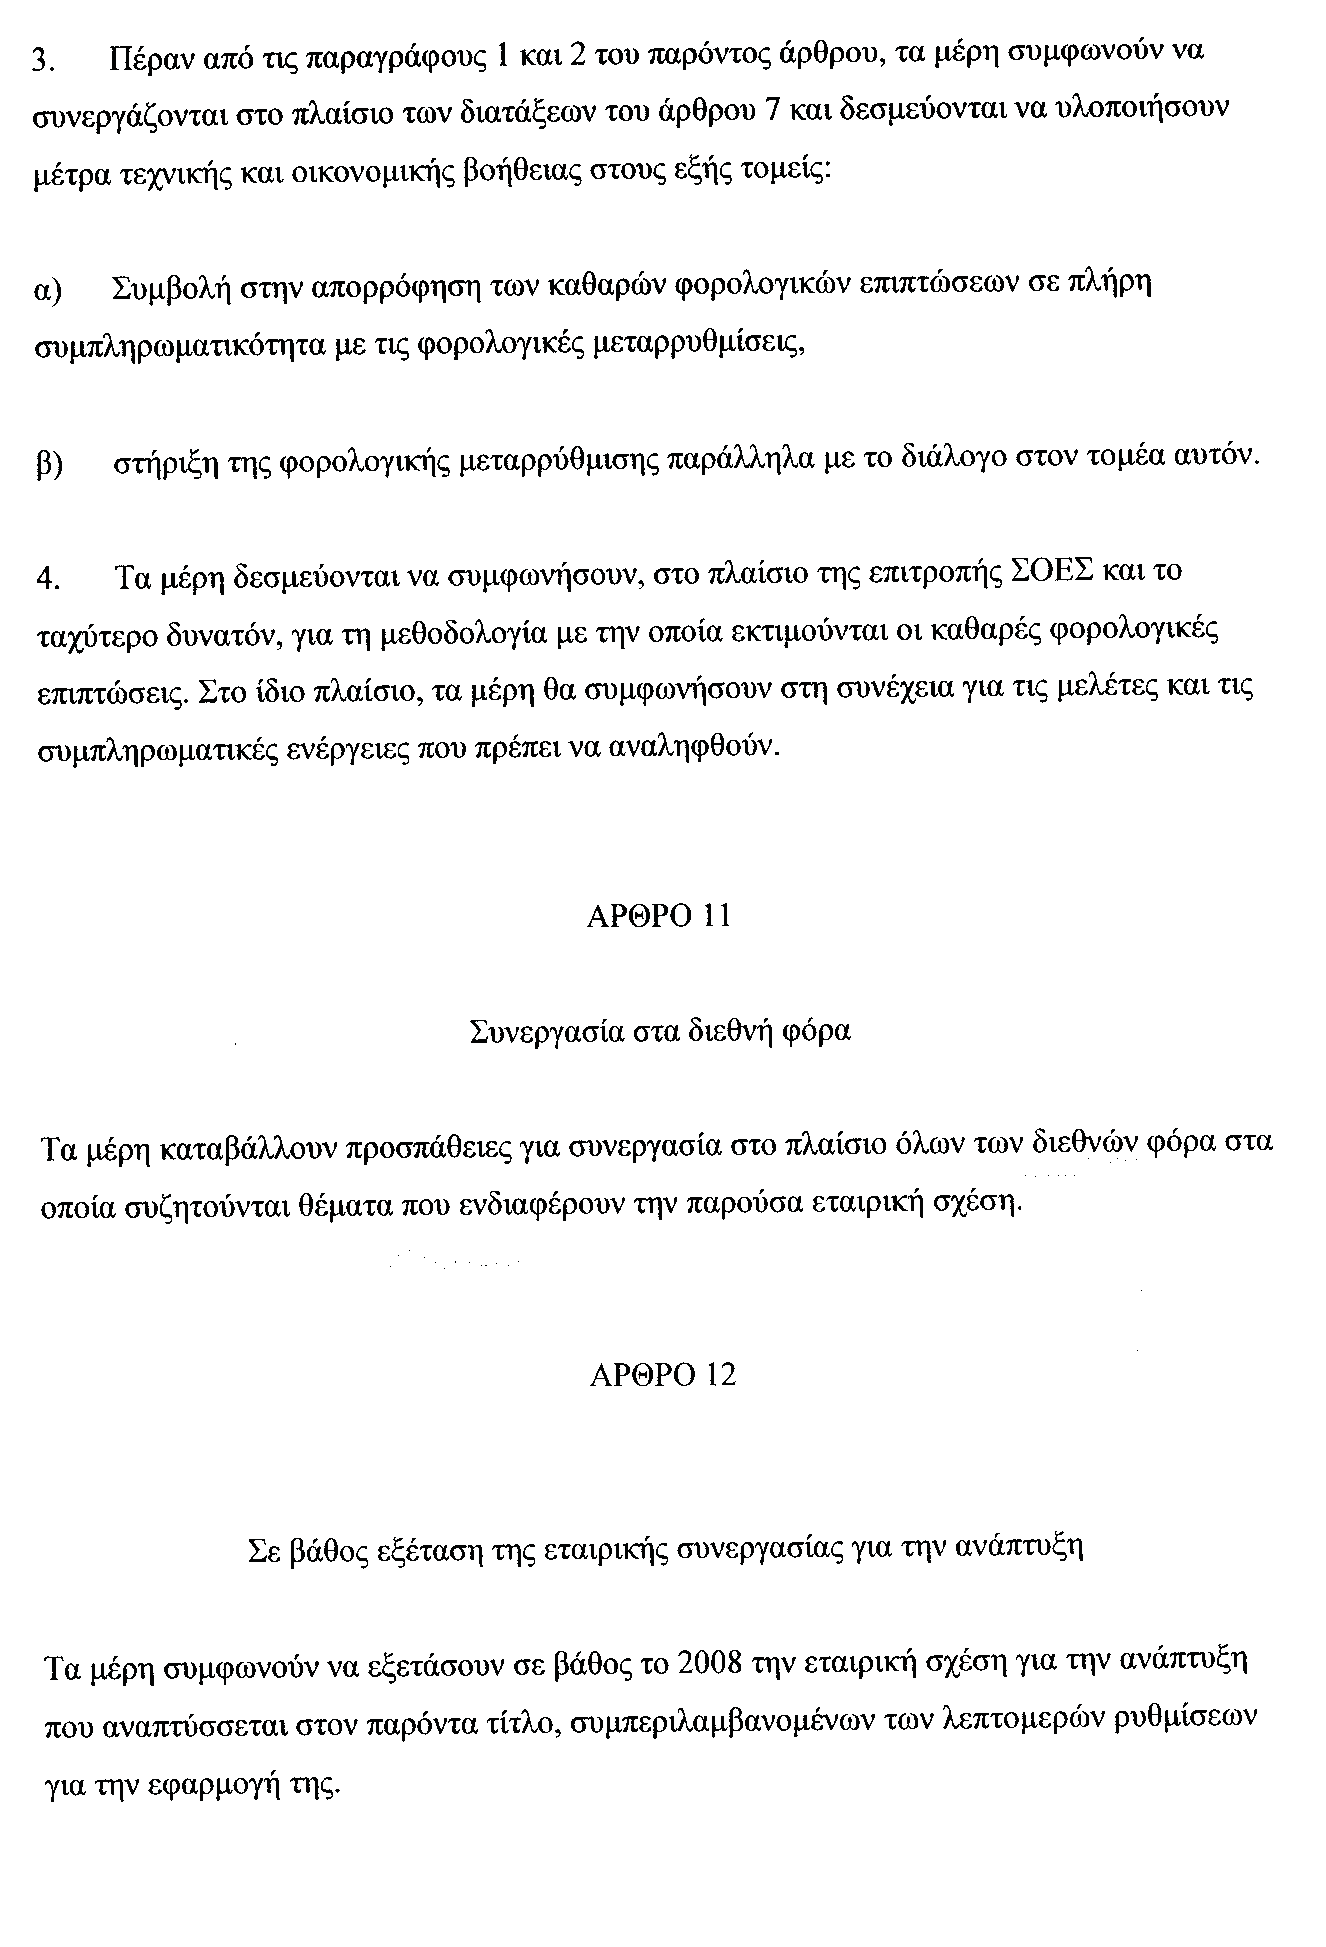 3. Πέραν από τις παραγράφους 1 και 2 του παρόντος άρθρου, τα μέρη συμφωνούν να
συνεργάζονται στο πλαίσιο των διατάξεων του άρθρου 7 και δεσμεύονται να υλοποιήσουν
μέτρα τεχνικής και οικονομικής βοήθειας στους εξής τομείς:
α) Συμβολή στην απορρόφηση των καθαρών φορολογικών επιπτώσεων σε πλήρη
συμπληρωματικότητα με τις φορολογικές μεταρρυθμίσεις,
β) στήριξη της φορολογικής μεταρρύθμισης παράλληλα με το διάλογο στον τομέα αυτόν.
4. Τα μέρη δεσμεύονται να συμφωνήσουν, στο πλαίσιο της επιτροπής ΣΟΕΣ και το
ταχύτερο δυνατόν, για τη μεθοδολογία με την οποία εκτιμούνται οι καθαρές φορολογικές
επιπτώσεις. Στο ίδιο πλαίσιο, τα μέρη θα συμφωνήσουν στη συνέχεια για τις μελέτες και τις
συμπληρωματικές ενέργειες που πρέπει να αναληφθούν.
ΑΡΘΡΟ 11
Συνεργασία στα διεθνή φόρα
Τα μέρη καταβάλλουν προσπάθειες για συνεργασία στο πλαίσιο όλων των διεθνών φόρα στα
οποία συζητούνται θέματα που ενδιαφέρουν την παρούσα εταιρική σχέση.
ΑΡΘΡΟ 12
Σε βάθος εξέταση της εταιρικής συνεργασίας για την ανάπτυξη
Τα μέρη συμφωνούν να εξετάσουν σε βάθος το 2008 την εταιρική σχέση για την ανάπτυξη
που αναπτύσσεται στον παρόντα τίτλο, συμπεριλαμβανομένων των λεπτομερών ρυθμίσεων
για την εφαρμογή της.